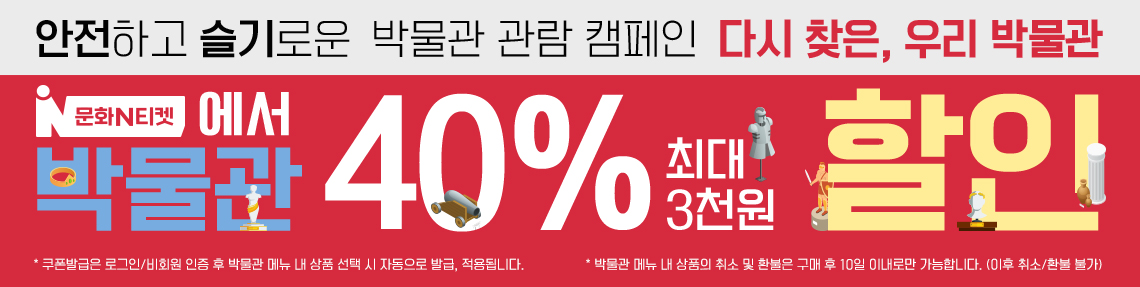 안전하고 슬기로운 박물관 관람 캠페인 다시 찾은, 우리 박물관
문화N티켓 에서
박물관
40%
최대
3천원
할인
* 쿠폰발급은 로그인/비회원 인증 후 박물관 메뉴 내 상품 선택 시 자동으로 발급, 적용됩니다.
* 박물관 메뉴 내 상품의 취소 및 환불은 구매 후 10일 이내로만 가능합니다. (이후 취소/환불 불가)